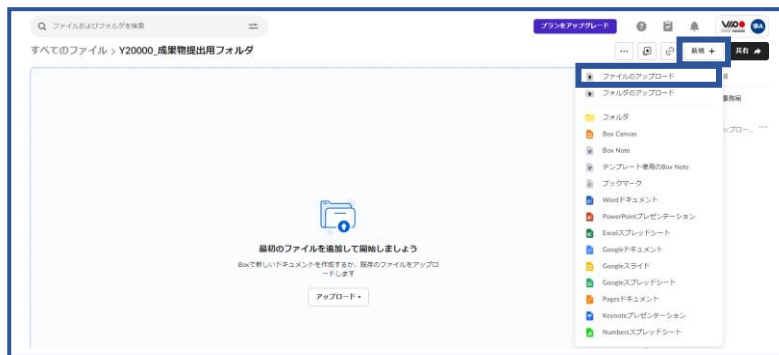 ファイルおよびフォルダを検索
プランをアップグレード
すべてのファイル > Y20000_成果物提出用フォルダ
新規 +
共有
ファイルのアップロード
フォルダのアップロード
事務局
フォルダ
ップロー...
Box Canvas
Box Note
テンプレート使用のBox Note
ブックマーク
Wordドキュメント
PowerPointプレゼンテーション
Excelスプレッドシート
Googleドキュメント
Googleスライド
Googleスプレッドシート
Pagesドキュメント
Keynoteプレゼンテーション
Numbersスプレッドシート
最初のファイルを追加して開始しましょう
Boxで新しいドキュメントを作成するか、既存のファイルをアップロ
ードします
アップロード